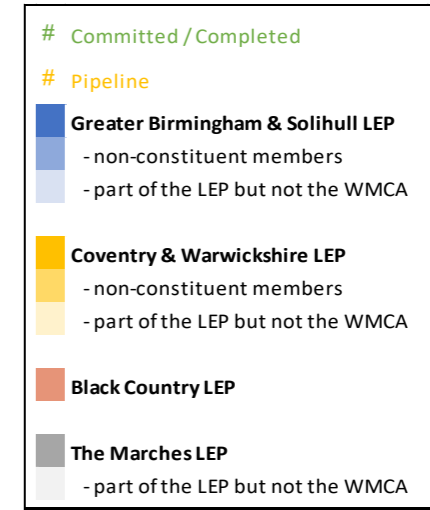 # Committed / Completed
# Pipeline
Greater Birmingham & Solihull LEP
- non-constituent members
- part of the LEP but not the WMCA
Coventry & Warwickshire LEP
- non-constituent members
- part of the LEP but not the WMCA
Black Country LEP
The Marches LEP
- part of the LEP but not the WMCA